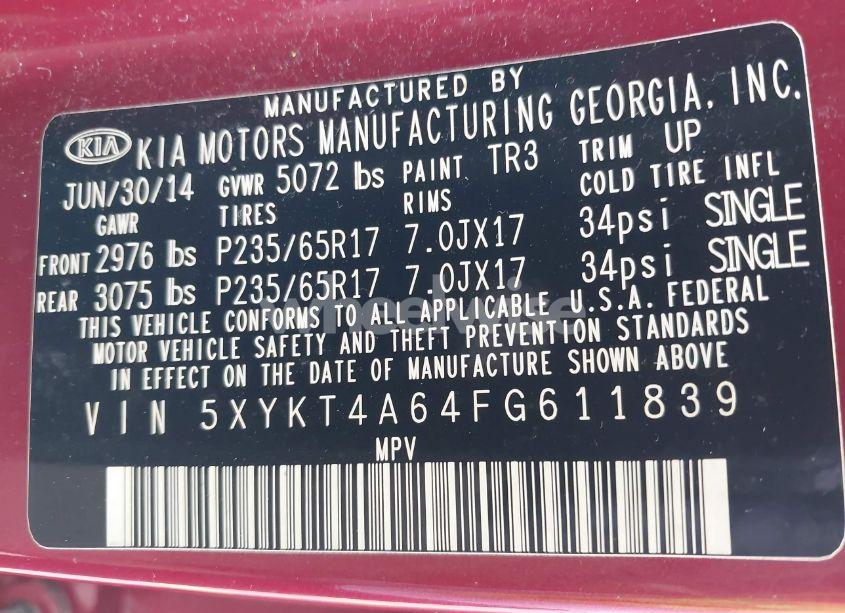 MANUFACTURED BY
KIA KIA MOTORS MANUFACTURING GEORGIA, INC.
JUN/30/14 GVWR 5072 lbs PAINT TR3 TRIM UP
GAWR TIRES RIMS COLD TIRE INFL
FRONT 2976 lbs P235/65R17 7.0JX17 34psi SINGLE
REAR 3075 lbs P235/65R17 7.0JX17 34psi SINGLE
THIS VEHICLE CONFORMS TO ALL APPLICABLE U.S.A. FEDERAL
MOTOR VEHICLE SAFETY AND THEFT PREVENTION STANDARDS
IN EFFECT ON THE DATE OF MANUFACTURE SHOWN ABOVE
VIN 5XYKT4A64FG611839
MPV